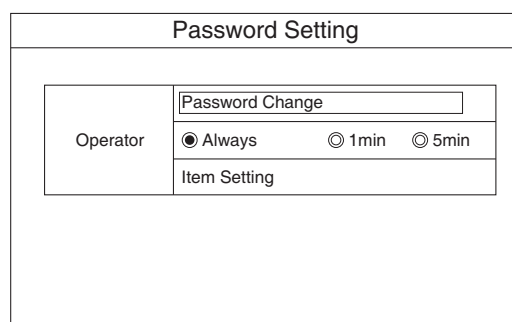 Password Setting
Password Change
Operator
Always 1min 5min
Item Setting